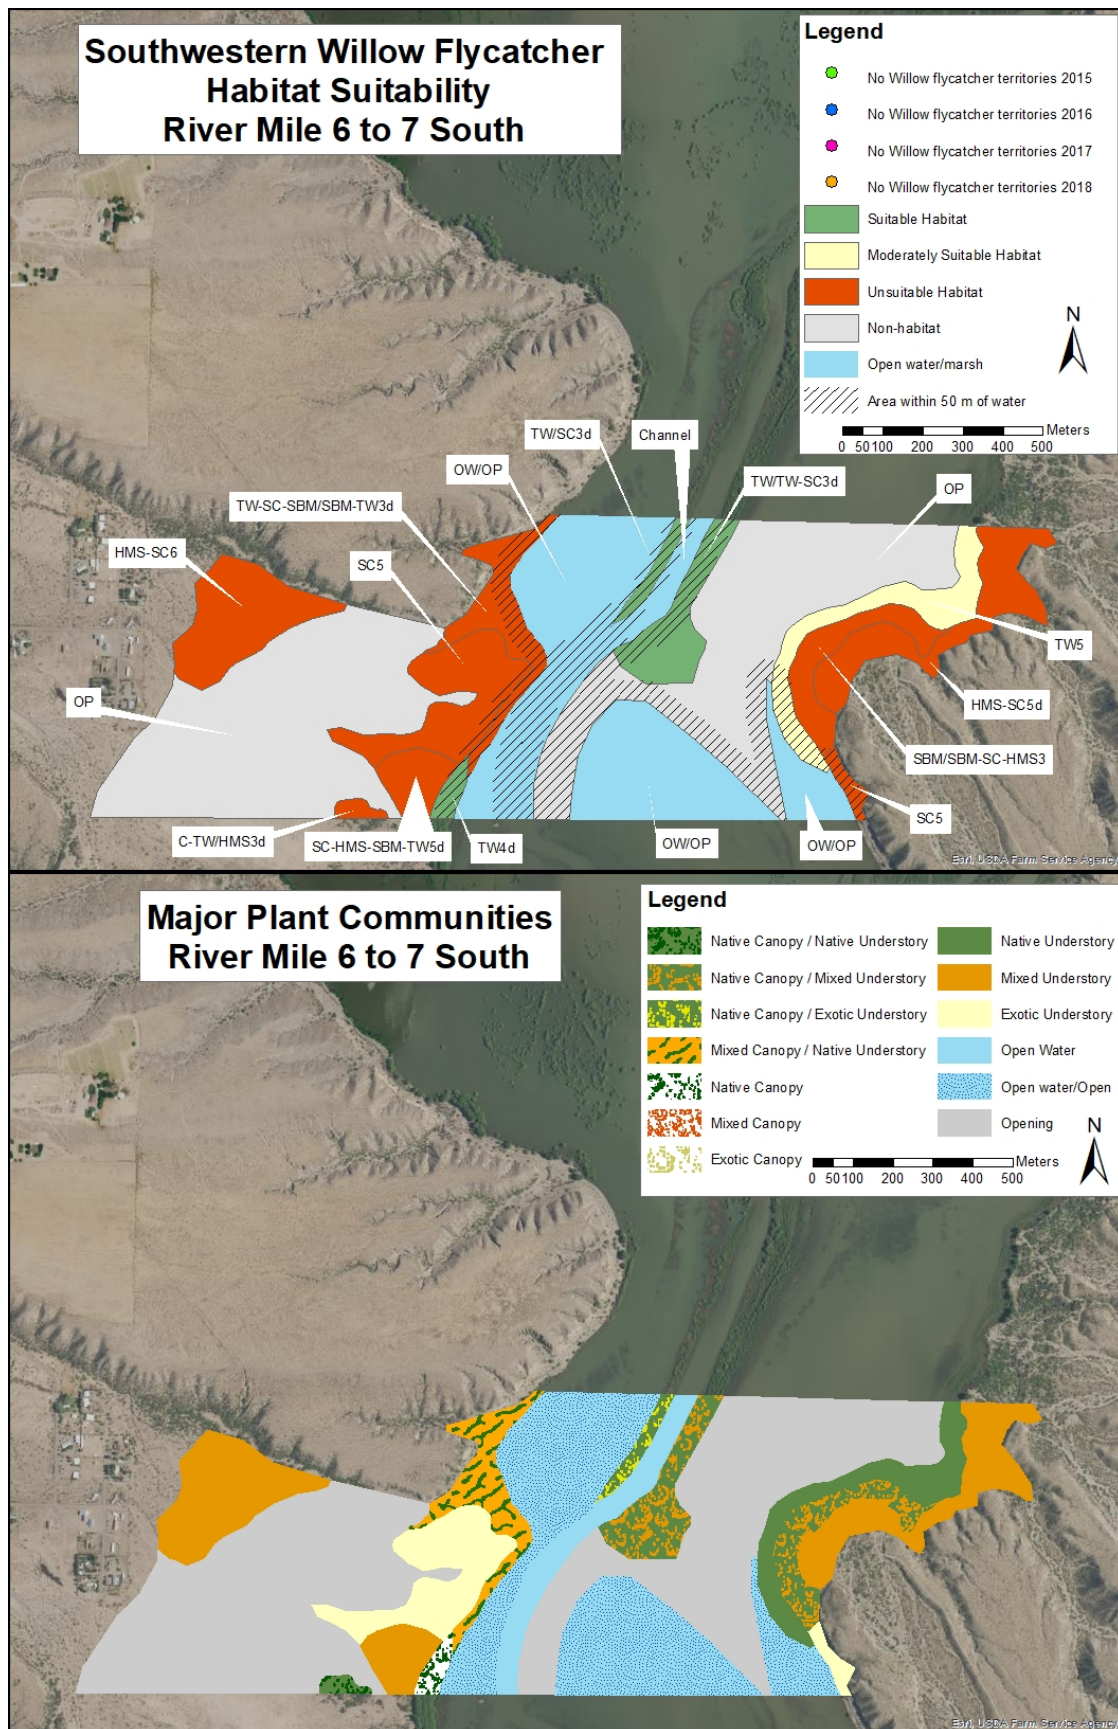 Southwestern Willow Flycatcher
Habitat Suitability
River Mile 6 to 7 South
Legend
No Willow flycatcher territories 2015
No Willow flycatcher territories 2016
No Willow flycatcher territories 2017
No Willow flycatcher territories 2018
Suitable Habitat
Moderately Suitable Habitat
Unsuitable Habitat
Non-habitat
Open water/marsh
Area within 50 m of water
N
Meters
0 50 100 200 300 400 500
TW/SC3d
Channel
OW/OP
TW/TW-SC3d
OP
TW-SC-SBM/SBM-TW3d
HMS-SC6
SC5
TW5
OP
HMS-SC5d
SBM/SBM-SC-HMS3
SC5
C-TW/HMS3d
SC-HMS-SBM-TW5d
TW4d
OW/OP
OW/OP
Esri, USDA Farm Service Agency
Major Plant Communities
River Mile 6 to 7 South
Legend
Native Canopy / Native Understory
Native Canopy / Mixed Understory
Native Canopy / Exotic Understory
Mixed Canopy / Native Understory
Native Canopy
Mixed Canopy
Exotic Canopy
Native Understory
Mixed Understory
Exotic Understory
Open Water
Open water/Open
Opening
N
Meters
0 50 100 200 300 400 500
Esri, USDA Farm Service Agency